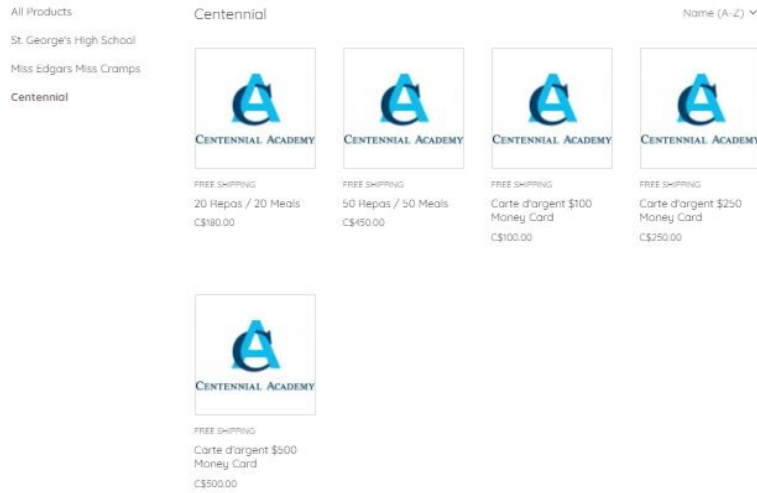 All Products
St. George's High School
Miss Edgars Miss Cramps
Centennial
Centennial
Name (A-Z)
CENTENNIAL ACADEMY
FREE SHIPPING
20 Repas / 20 Meals
C$180.00
CENTENNIAL ACADEMY
FREE SHIPPING
50 Repas / 50 Meals
C$450.00
CENTENNIAL ACADEMY
FREE SHIPPING
Carte d'argent $100
Money Card
C$100.00
CENTENNIAL ACADEMY
FREE SHIPPING
Carte d'argent $250
Money Card
C$250.00
CENTENNIAL ACADEMY
FREE SHIPPING
Carte d'argent $500
Money Card
C$500.00